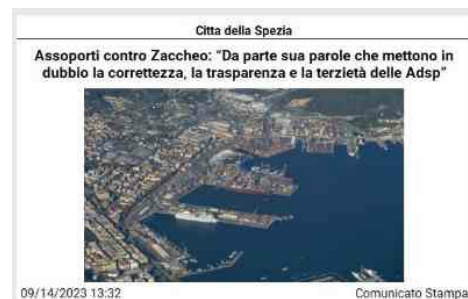 Citta della Spezia
Assoporti contro Zaccheo: “Da parte sua parole che mettono in
dubbio la correttezza, la trasparenza e la terzietà delle Adsp”
09/14/2023 13:32
Comunicato Stampa